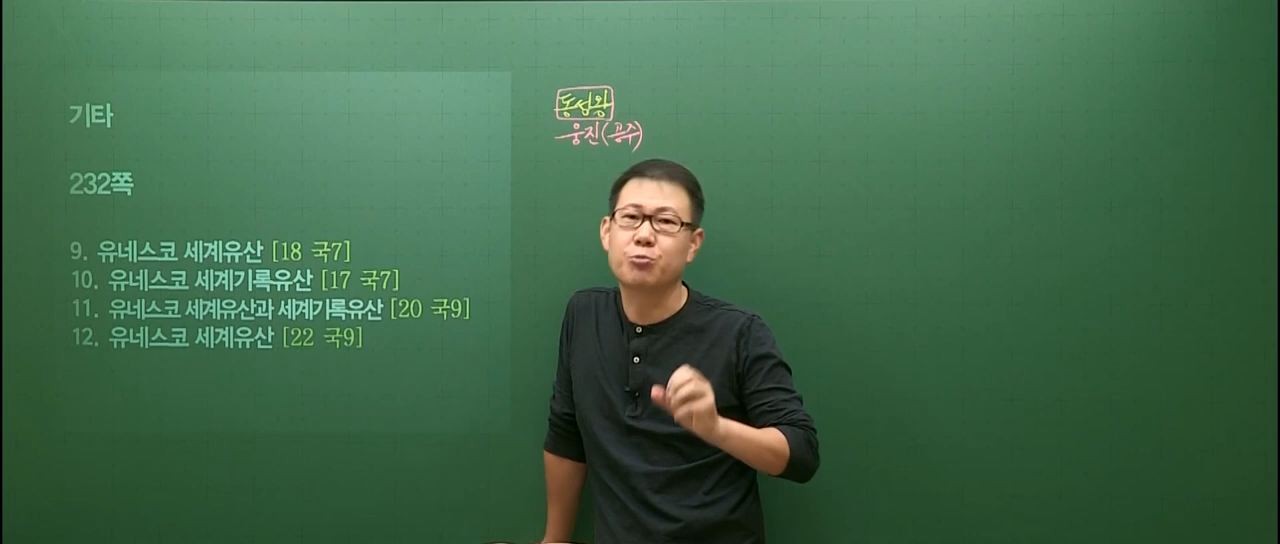 기타
232쪽
9. 유네스코 세계유산 [18 국7]
10. 유네스코 세계기록유산 [17 국7]
11. 유네스코 세계유산과 세계기록유산 [20 국9]
12. 유네스코 세계유산 [22 국9]
동성왕
웅진(공주)